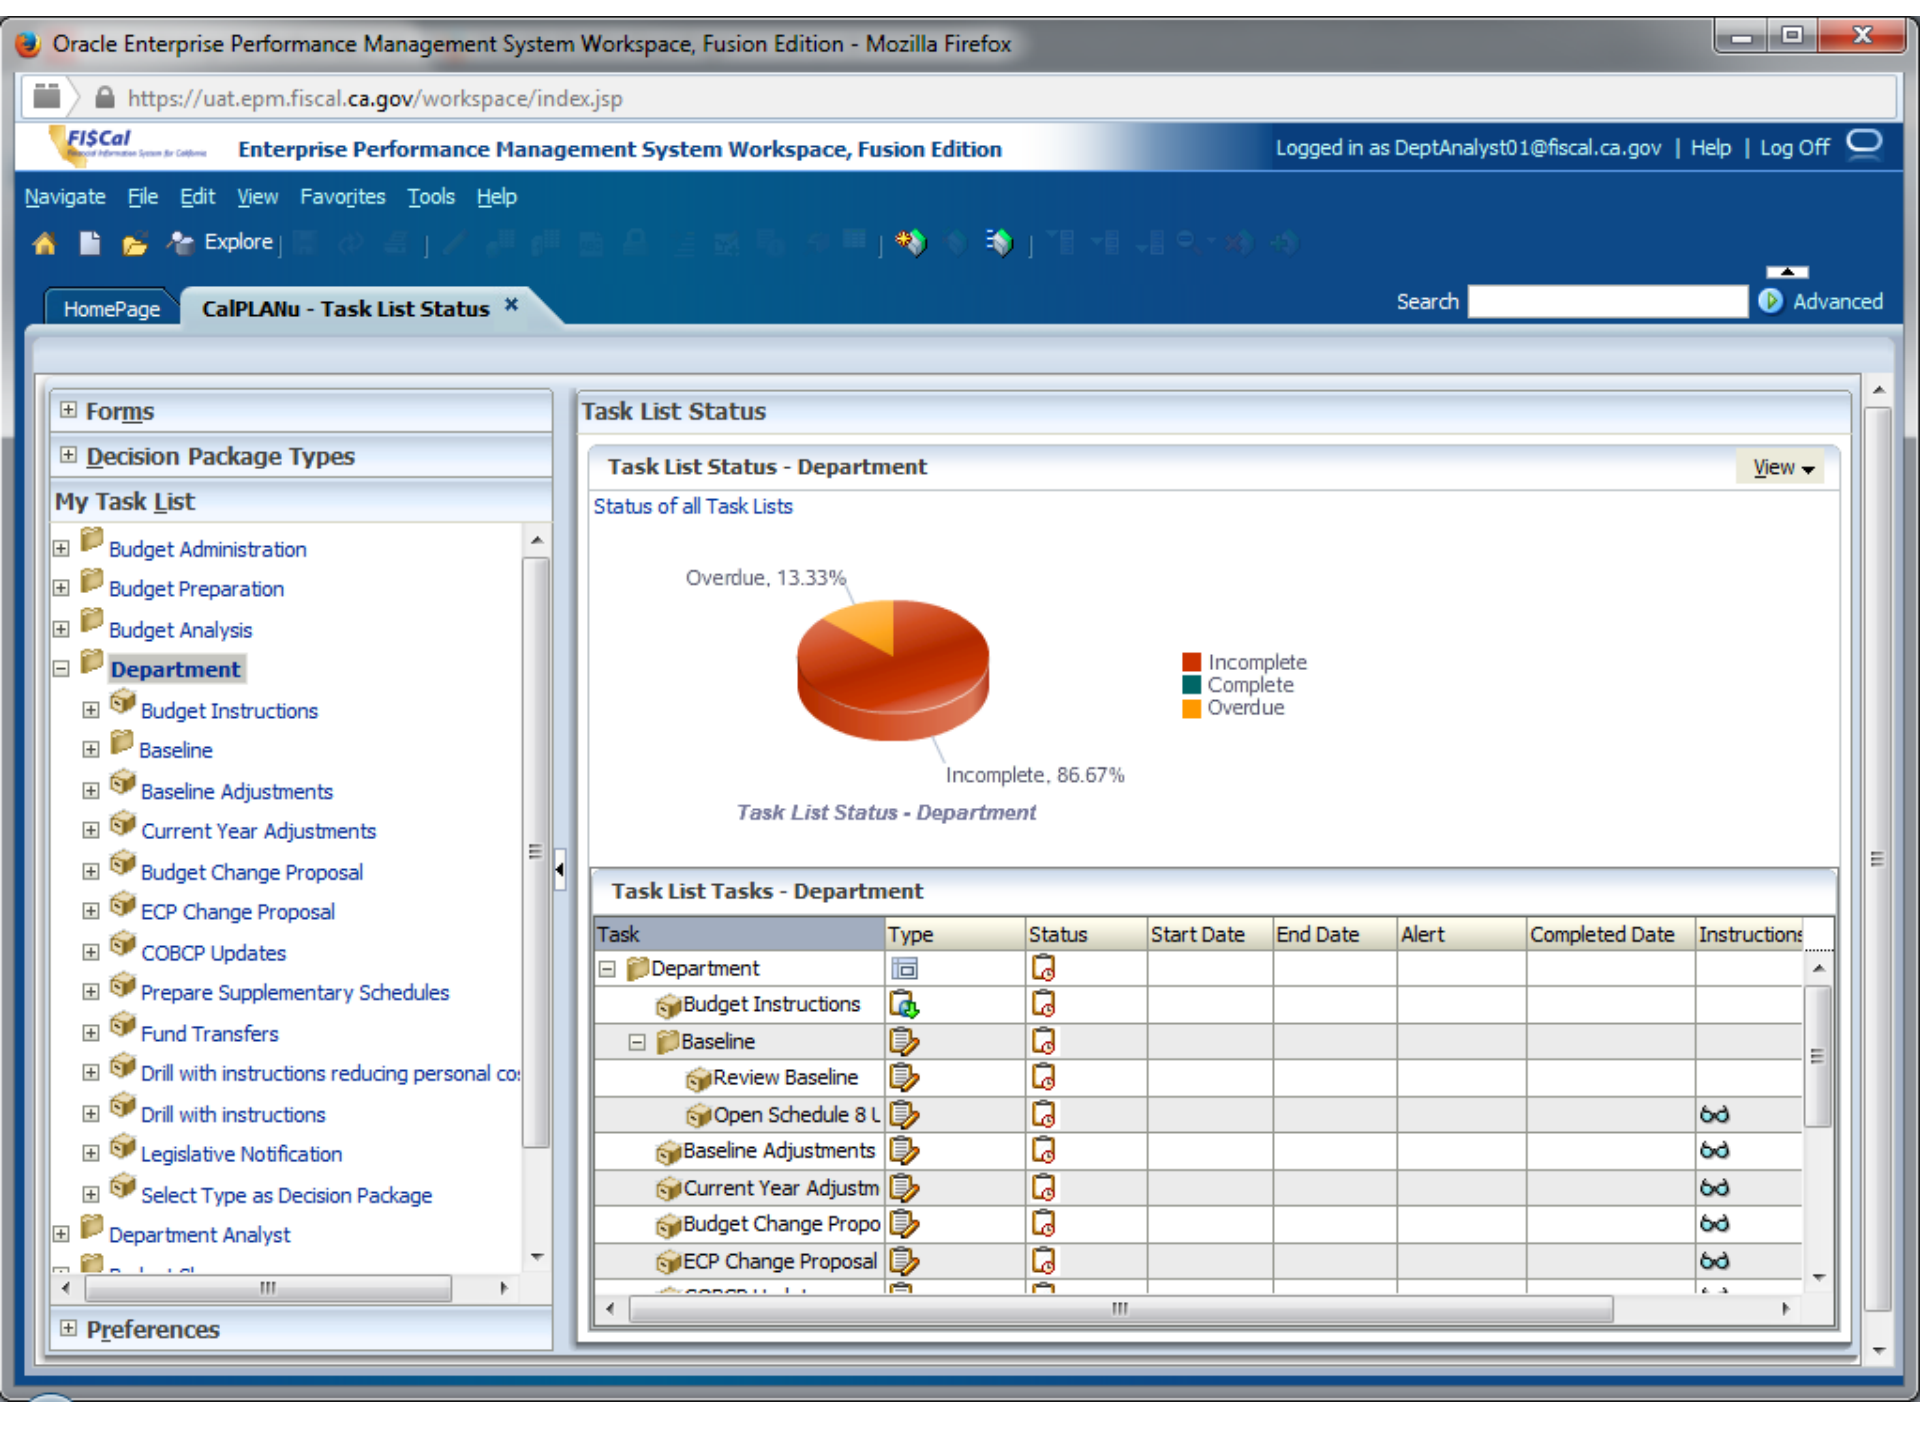 Oracle Enterprise Performance Management System Workspace, Fusion Edition - Mozilla Firefox
https://uat.epm.fiscal.ca.gov/workspace/index.jsp
FI$Cal
Enterprise Performance Management System Workspace, Fusion Edition
Logged in as DeptAnalyst01@fiscal.ca.gov | Help | Log Off
Navigate File Edit View Favorites Tools Help
Explore
HomePage
CalPLANu - Task List Status
Search
Advanced
Forms
Decision Package Types
My Task List
Budget Administration
Budget Preparation
Budget Analysis
Department
Budget Instructions
Baseline
Baseline Adjustments
Current Year Adjustments
Budget Change Proposal
ECP Change Proposal
COBCP Updates
Prepare Supplementary Schedules
Fund Transfers
Drill with instructions reducing personal co
Drill with instructions
Legislative Notification
Select Type as Decision Package
Department Analyst
Preferences
Task List Status
Task List Status - Department
View
Status of all Task Lists
Overdue, 13.33%
Incomplete
Complete
Overdue
Incomplete, 86.67%
Task List Status - Department
Task List Tasks - Department
Task Type Status Start Date End Date Alert Completed Date Instructions
Department
Budget Instructions
Baseline
Review Baseline
Open Schedule 8 U
Baseline Adjustments
Current Year Adjustm
Budget Change Propo
ECP Change Proposal